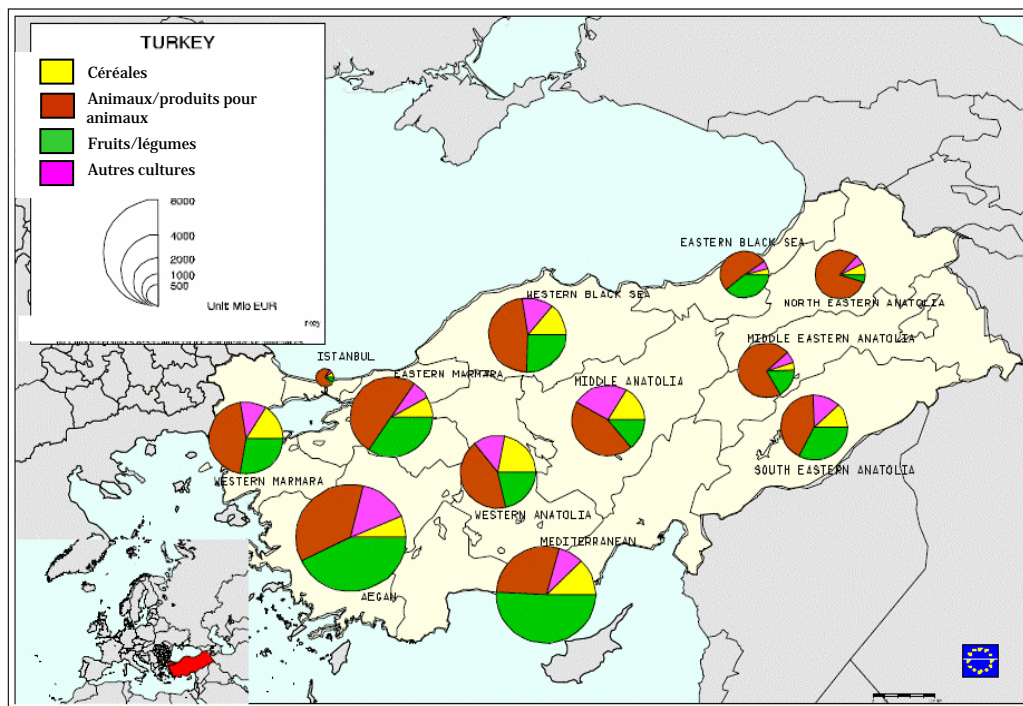 TURKEY
Céréales
Animaux/produits pour
animaux
Fruits/légumes
Autres cultures
8000
4000
2000
1000
500
Unit: Mio EUR
EASTERN BLACK SEA
NORTH EASTERN ANATOLIA
WESTERN BLACK SEA
MIDDLE EASTERN ANATOLIA
ISTANBUL
EASTERN MARMARA
MIDDLE ANATOLIA
SOUTH EASTERN ANATOLIA
WESTERN MARMARA
WESTERN ANATOLIA
MEDITERRANEAN
AEGAN